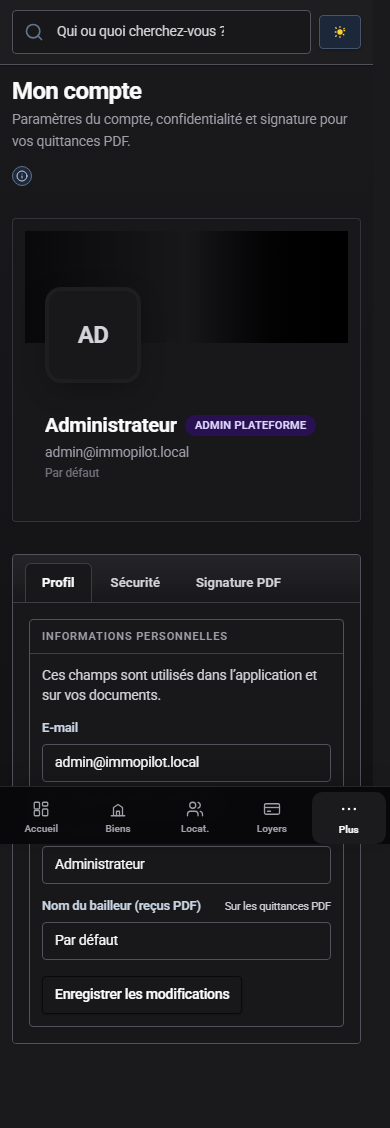 Qui ou quoi cherchez-vous ?
Mon compte
Paramètres du compte, confidentialité et signature pour
vos quittances PDF.
AD
Administrateur ADMIN PLATEFORME
admin@immopilot.local
Par défaut
Profil Sécurité Signature PDF
INFORMATIONS PERSONNELLES
Ces champs sont utilisés dans l'application et
sur vos documents.
E-mail
admin@immopilot.local
Accueil Biens Locat. Loyers Plus
Administrateur
Nom du bailleur (reçus PDF) Sur les quittances PDF
Par défaut
Enregistrer les modifications